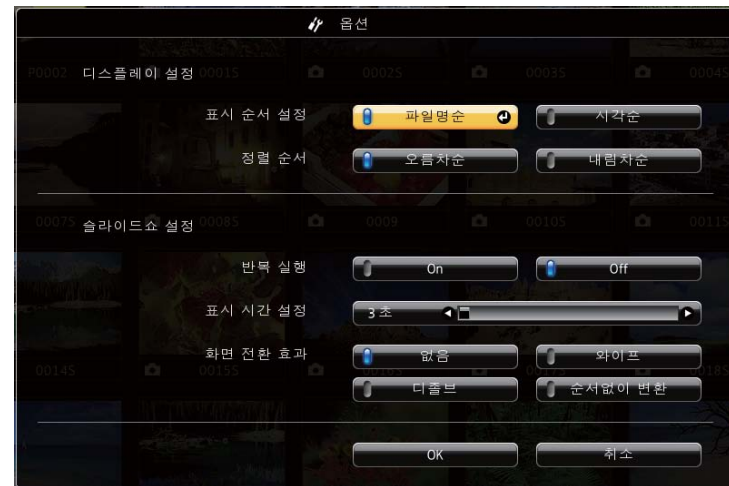 옵션
P0002 00015 00025 00035 00045
디스플레이 설정
표시 순서 설정 파일명순 시각순
정렬 순서 오름차순 내림차순
00075 00085 0009 00105 00115
슬라이드쇼 설정
반복 실행 On Off
표시 시간 설정 3 초
화면 전환 효과 없음 와이프
00145 00155 00185
디졸브 순서없이 변환
OK 취소